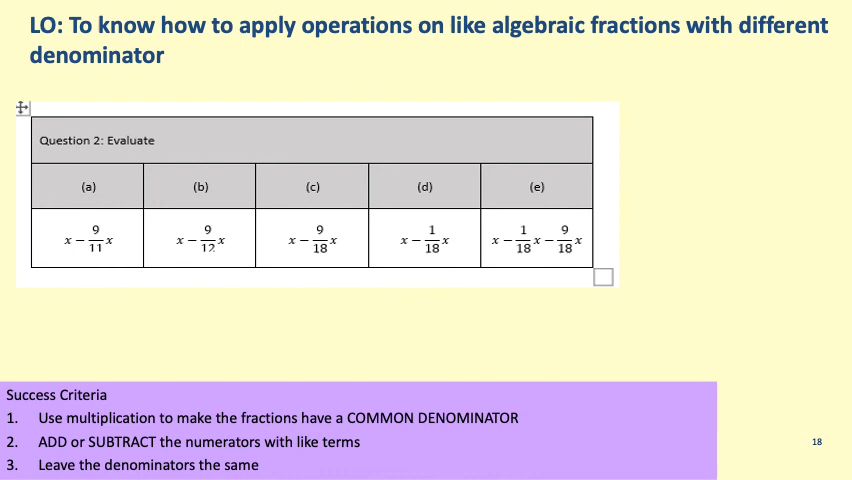 LO: To know how to apply operations on like algebraic fractions with different
denominator
Question 2: Evaluate
(a) (b) (c) (d) (e)
x − 9/11 x x − 9/12 x x − 9/18 x x − 1/18 x x − 1/18 x − 9/18 x
Success Criteria
1. Use multiplication to make the fractions have a COMMON DENOMINATOR
2. ADD or SUBTRACT the numerators with like terms
3. Leave the denominators the same
18